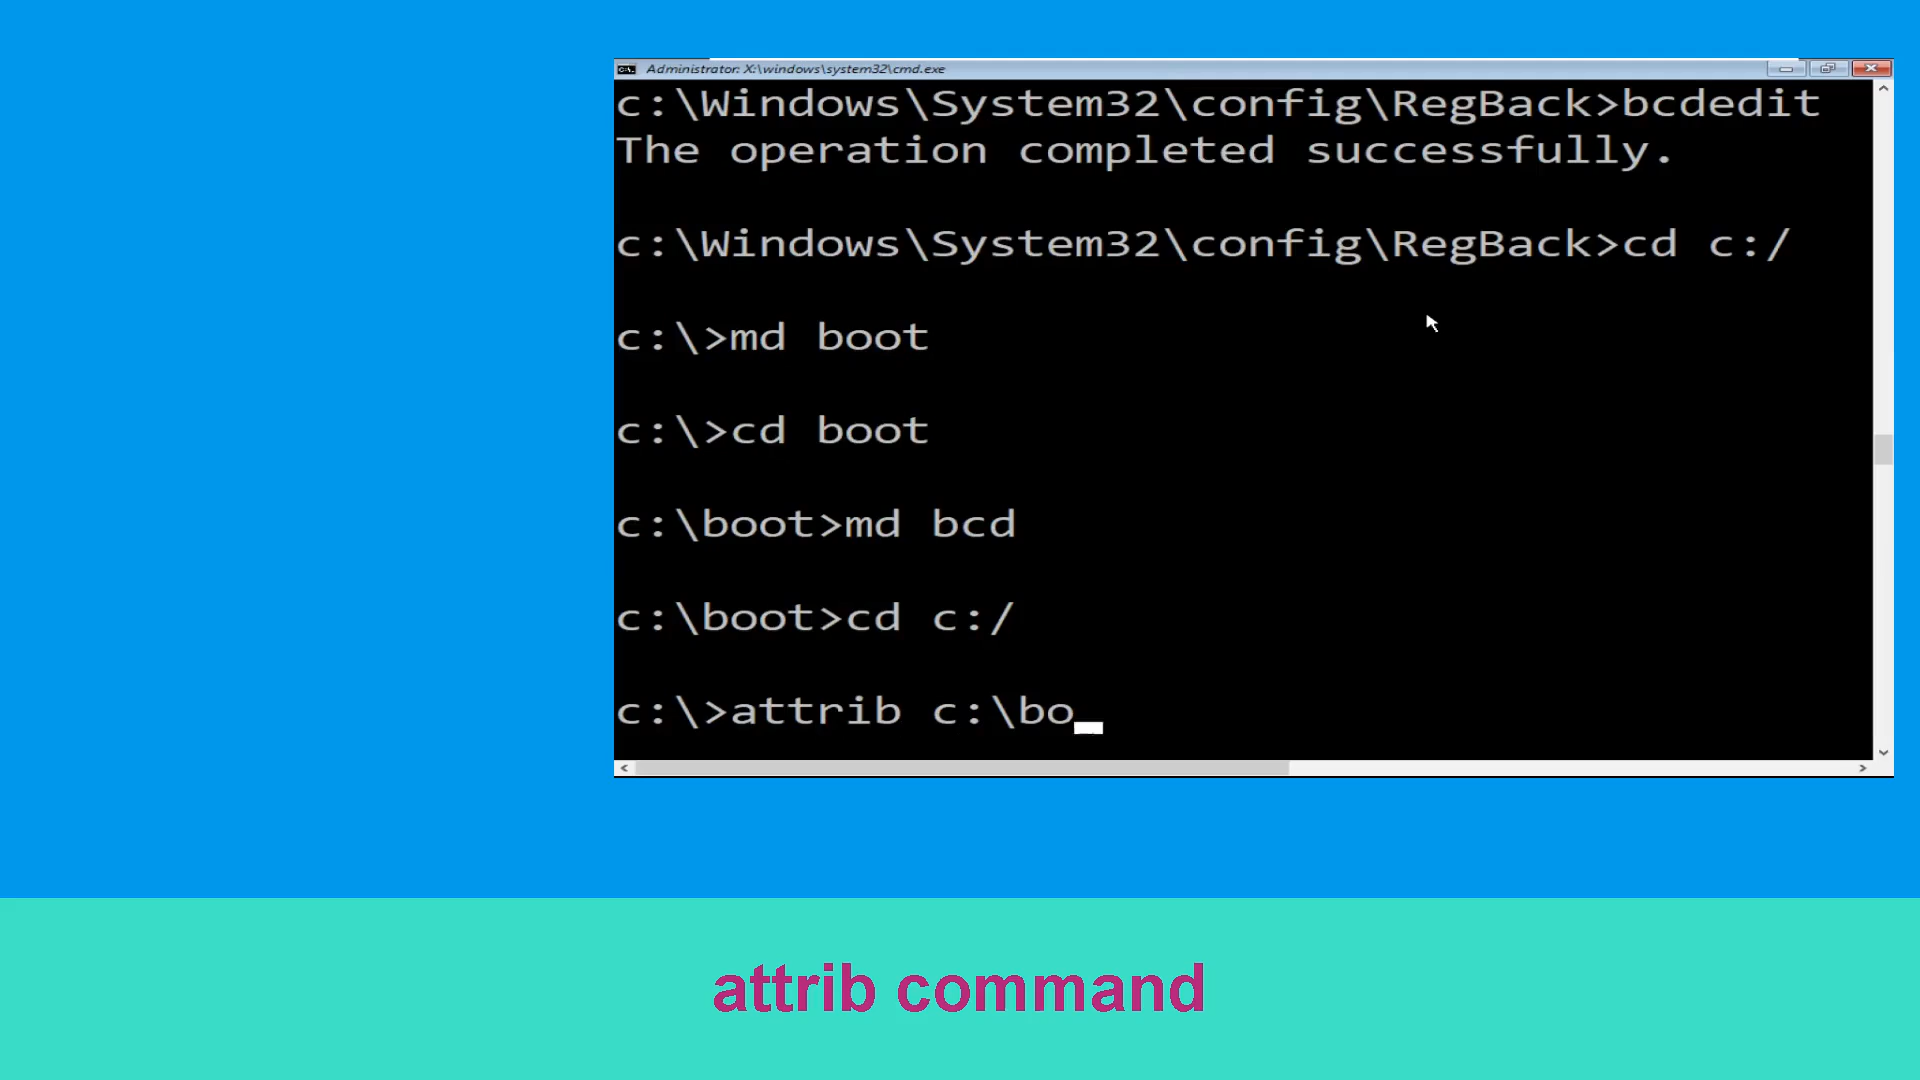 Administrator: X:\windows\system32\cmd.exe
c:\Windows\System32\config\RegBack>bcdedit
The operation completed successfully.
c:\Windows\System32\config\RegBack>cd c:/
c:\>md boot
c:\>cd boot
c:\boot>md bcd
c:\boot>cd c:/
c:\>attrib c:\bo
attrib command